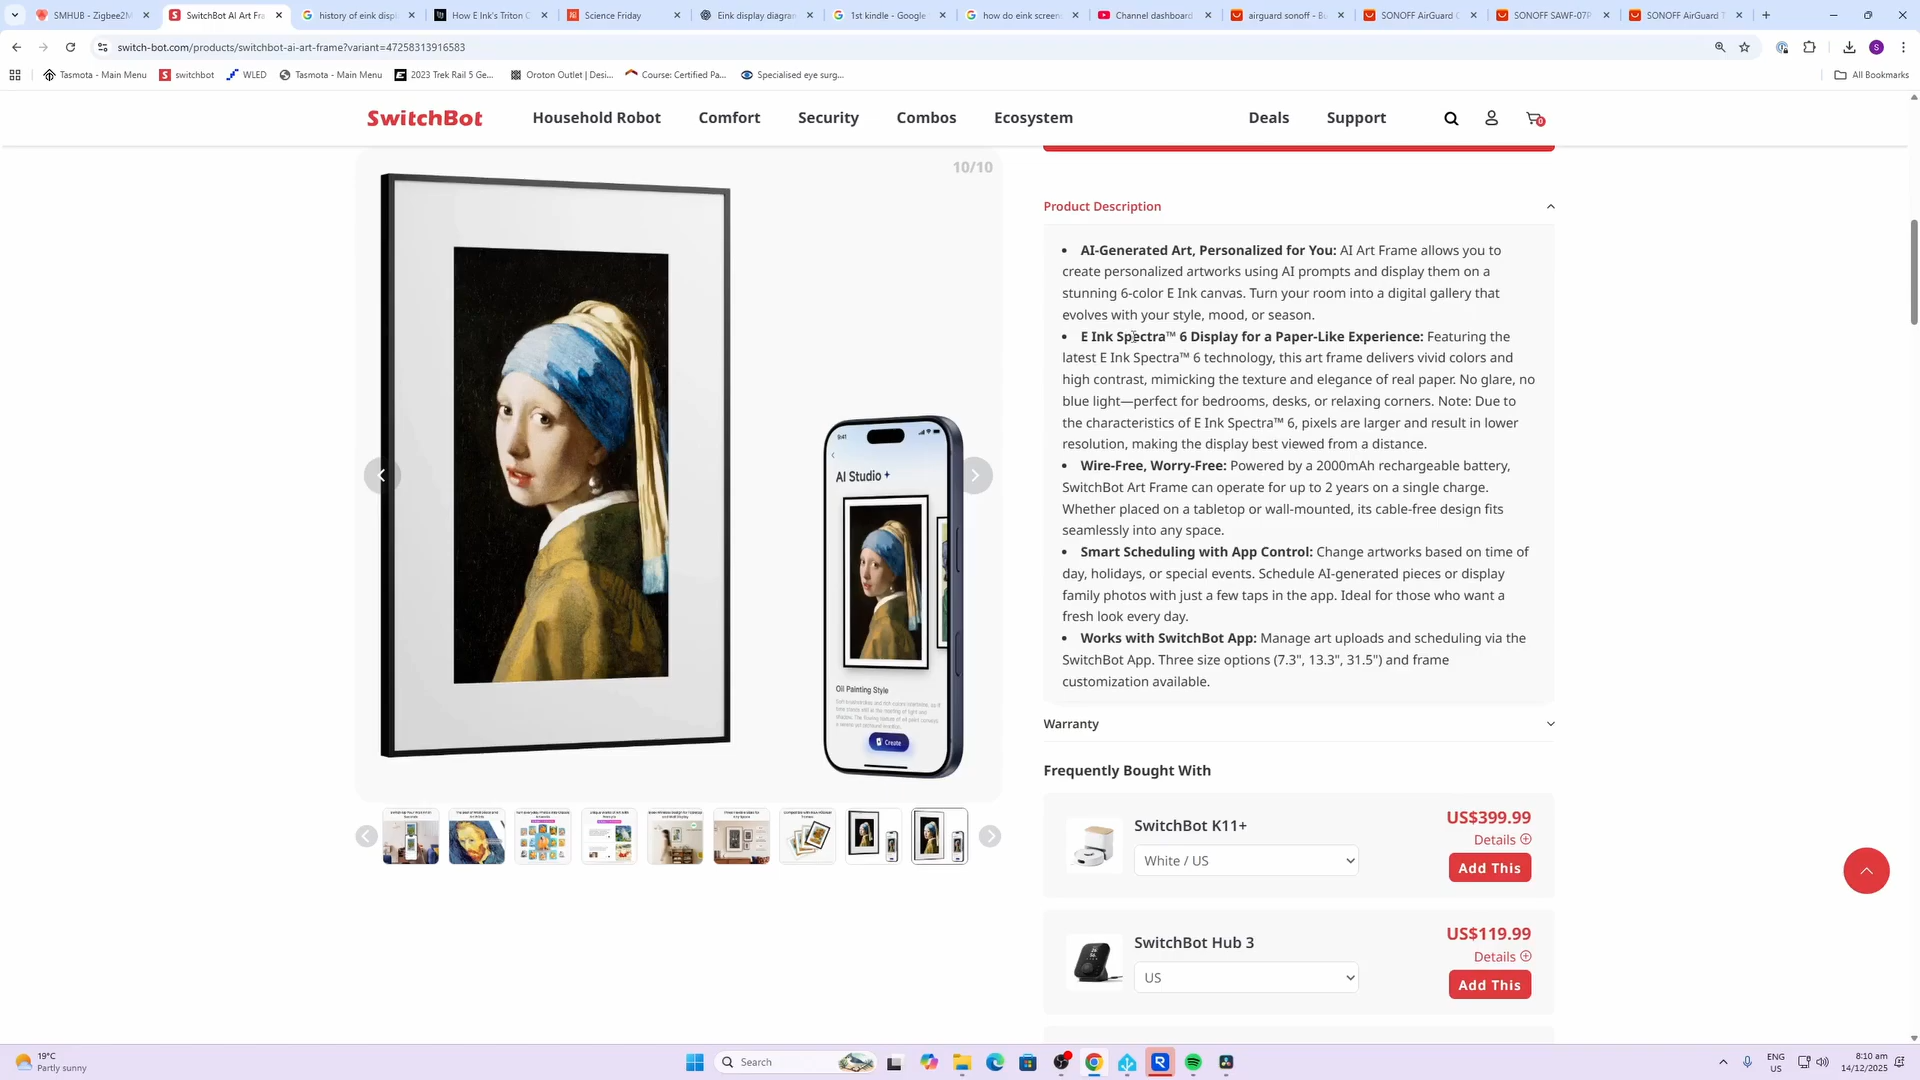 SMHUB - Zigbee2M
SwitchBot AI Art Fra
history of eink displ
How E Ink's Triton C
Science Friday
Eink display diagram
1st kindle - Google
how do eink screen
Channel dashboard
airguard sonoff - Bu
SONOFF AirGuard C
SONOFF SAWF-07P
SONOFF AirGuard T
switch-bot.com/products/switchbot-ai-art-frame?variant=47258313916583
S
Tasmota - Main Menu
switchbot
WLED
Tasmota - Main Menu
2023 Trek Rail 5 Ge...
Oroton Outlet | Desi...
Course: Certified Pa...
Specialised eye surg...
All Bookmarks
SwitchBot
Household Robot
Comfort
Security
Combos
Ecosystem
Deals
Support
0
10/10
9:41
AI Studio
Oil Painting Style
Create
Product Description
• AI-Generated Art, Personalized for You: AI Art Frame allows you to
create personalized artworks using AI prompts and display them on a
stunning 6-color E Ink canvas. Turn your room into a digital gallery that
evolves with your style, mood, or season.
• E Ink Spectra™ 6 Display for a Paper-Like Experience: Featuring the
latest E Ink Spectra™ 6 technology, this art frame delivers vivid colors and
high contrast, mimicking the texture and elegance of real paper. No glare, no
blue light—perfect for bedrooms, desks, or relaxing corners. Note: Due to
the characteristics of E Ink Spectra™ 6, pixels are larger and result in lower
resolution, making the display best viewed from a distance.
• Wire-Free, Worry-Free: Powered by a 2000mAh rechargeable battery,
SwitchBot Art Frame can operate for up to 2 years on a single charge.
Whether placed on a tabletop or wall-mounted, its cable-free design fits
seamlessly into any space.
• Smart Scheduling with App Control: Change artworks based on time of
day, holidays, or special events. Schedule AI-generated pieces or display
family photos with just a few taps in the app. Ideal for those who want a
fresh look every day.
• Works with SwitchBot App: Manage art uploads and scheduling via the
SwitchBot App. Three size options (7.3", 13.3", 31.5") and frame
customization available.
Warranty
Frequently Bought With
SwitchBot K11+
White / US
US$399.99
Details
Add This
SwitchBot Hub 3
US
US$119.99
Details
Add This
19°C
Partly sunny
Search
ENG
US
8:10 am
14/12/2025